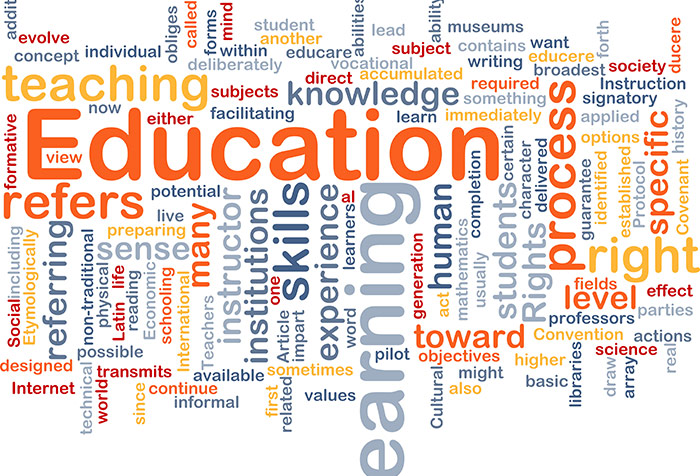 addit
evolve
concept
individual
obliges
called
forms
mind
within
student
another
educare
deliberately
vocational
abilities
lead
subject
ability
museums
contains
writing
want
educere
broadest
forth
society
ducere
teaching
subjects
direct
accumulated
required
Instruction
signatory
knowledge
something
now
either
facilitating
learn
immediately
applied
history
formative
Education
view
certain
character
delivered
process
options
specific
guarantee
identified
established
Protocol
Covenant
refers
potential
live
preparing
sense
many
instructor
institutions
skills
experience
al
learners
learning
human
completion
students
Rights
right
Social
including
Etymologically
referring
non-traditional
physical
Latin
life
reading
Economic
schooling
International
Teachers
one
Article
impart
word
generation
act
mathematics
usually
level
fields
effect
professors
parties
possible
pilot
toward
objectives
Convention
actions
designed
transmits
available
sometimes
might
higher
science
real
Internet
technical
world
since
continue
informal
first
related
values
Cultural
also
basic
libraries
draw
array